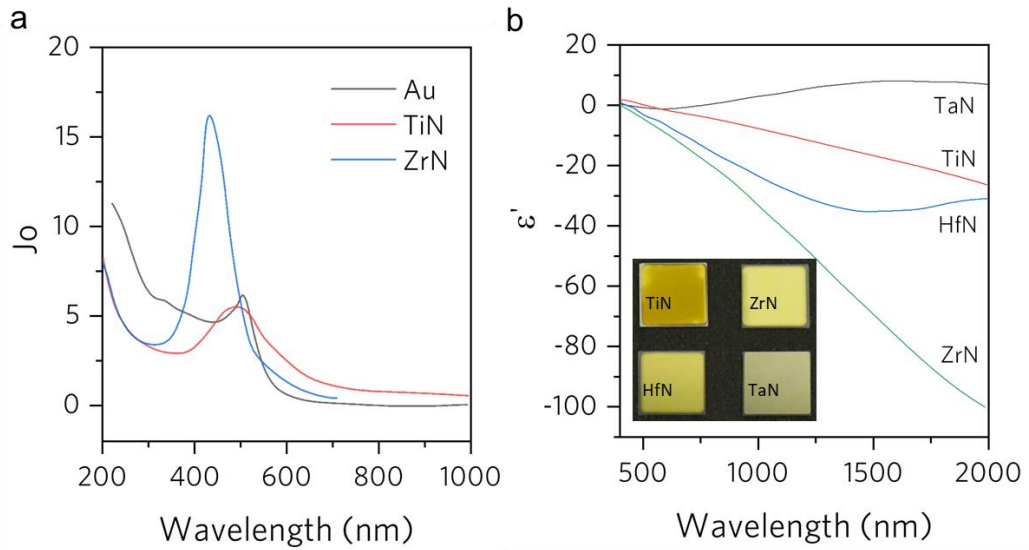 a
20
15
10
5
0
Jo
200 400 600 800 1000
Wavelength (nm)
Au
TiN
ZrN
b
20
0
-20
-40
-60
-80
-100
ε'
500 1000 1500 2000
Wavelength (nm)
TaN
TiN
HfN
ZrN
TiN ZrN
HfN TaN